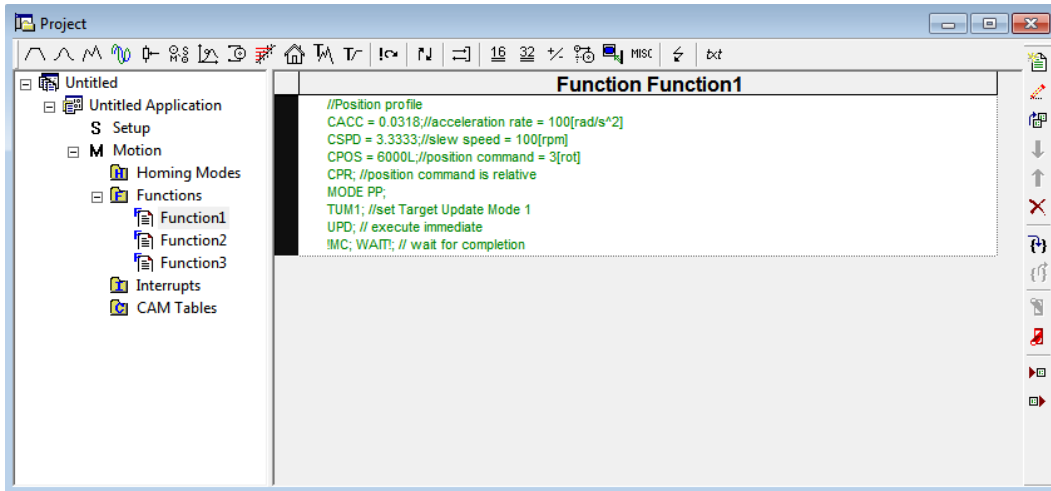 Project
16 32 +/- MISC txt
Untitled
Untitled Application
S Setup
M Motion
H Homing Modes
F Functions
Function1
Function2
Function3
I Interrupts
C CAM Tables
Function Function1
//Position profile
CACC = 0.0318;//acceleration rate = 100[rad/s^2]
CSPD = 3.3333;//slew speed = 100[rpm]
CPOS = 6000L;//position command = 3[rot]
CPR; //position command is relative
MODE PP;
TUM1; //set Target Update Mode 1
UPD; // execute immediate
!MC; WAIT!; // wait for completion